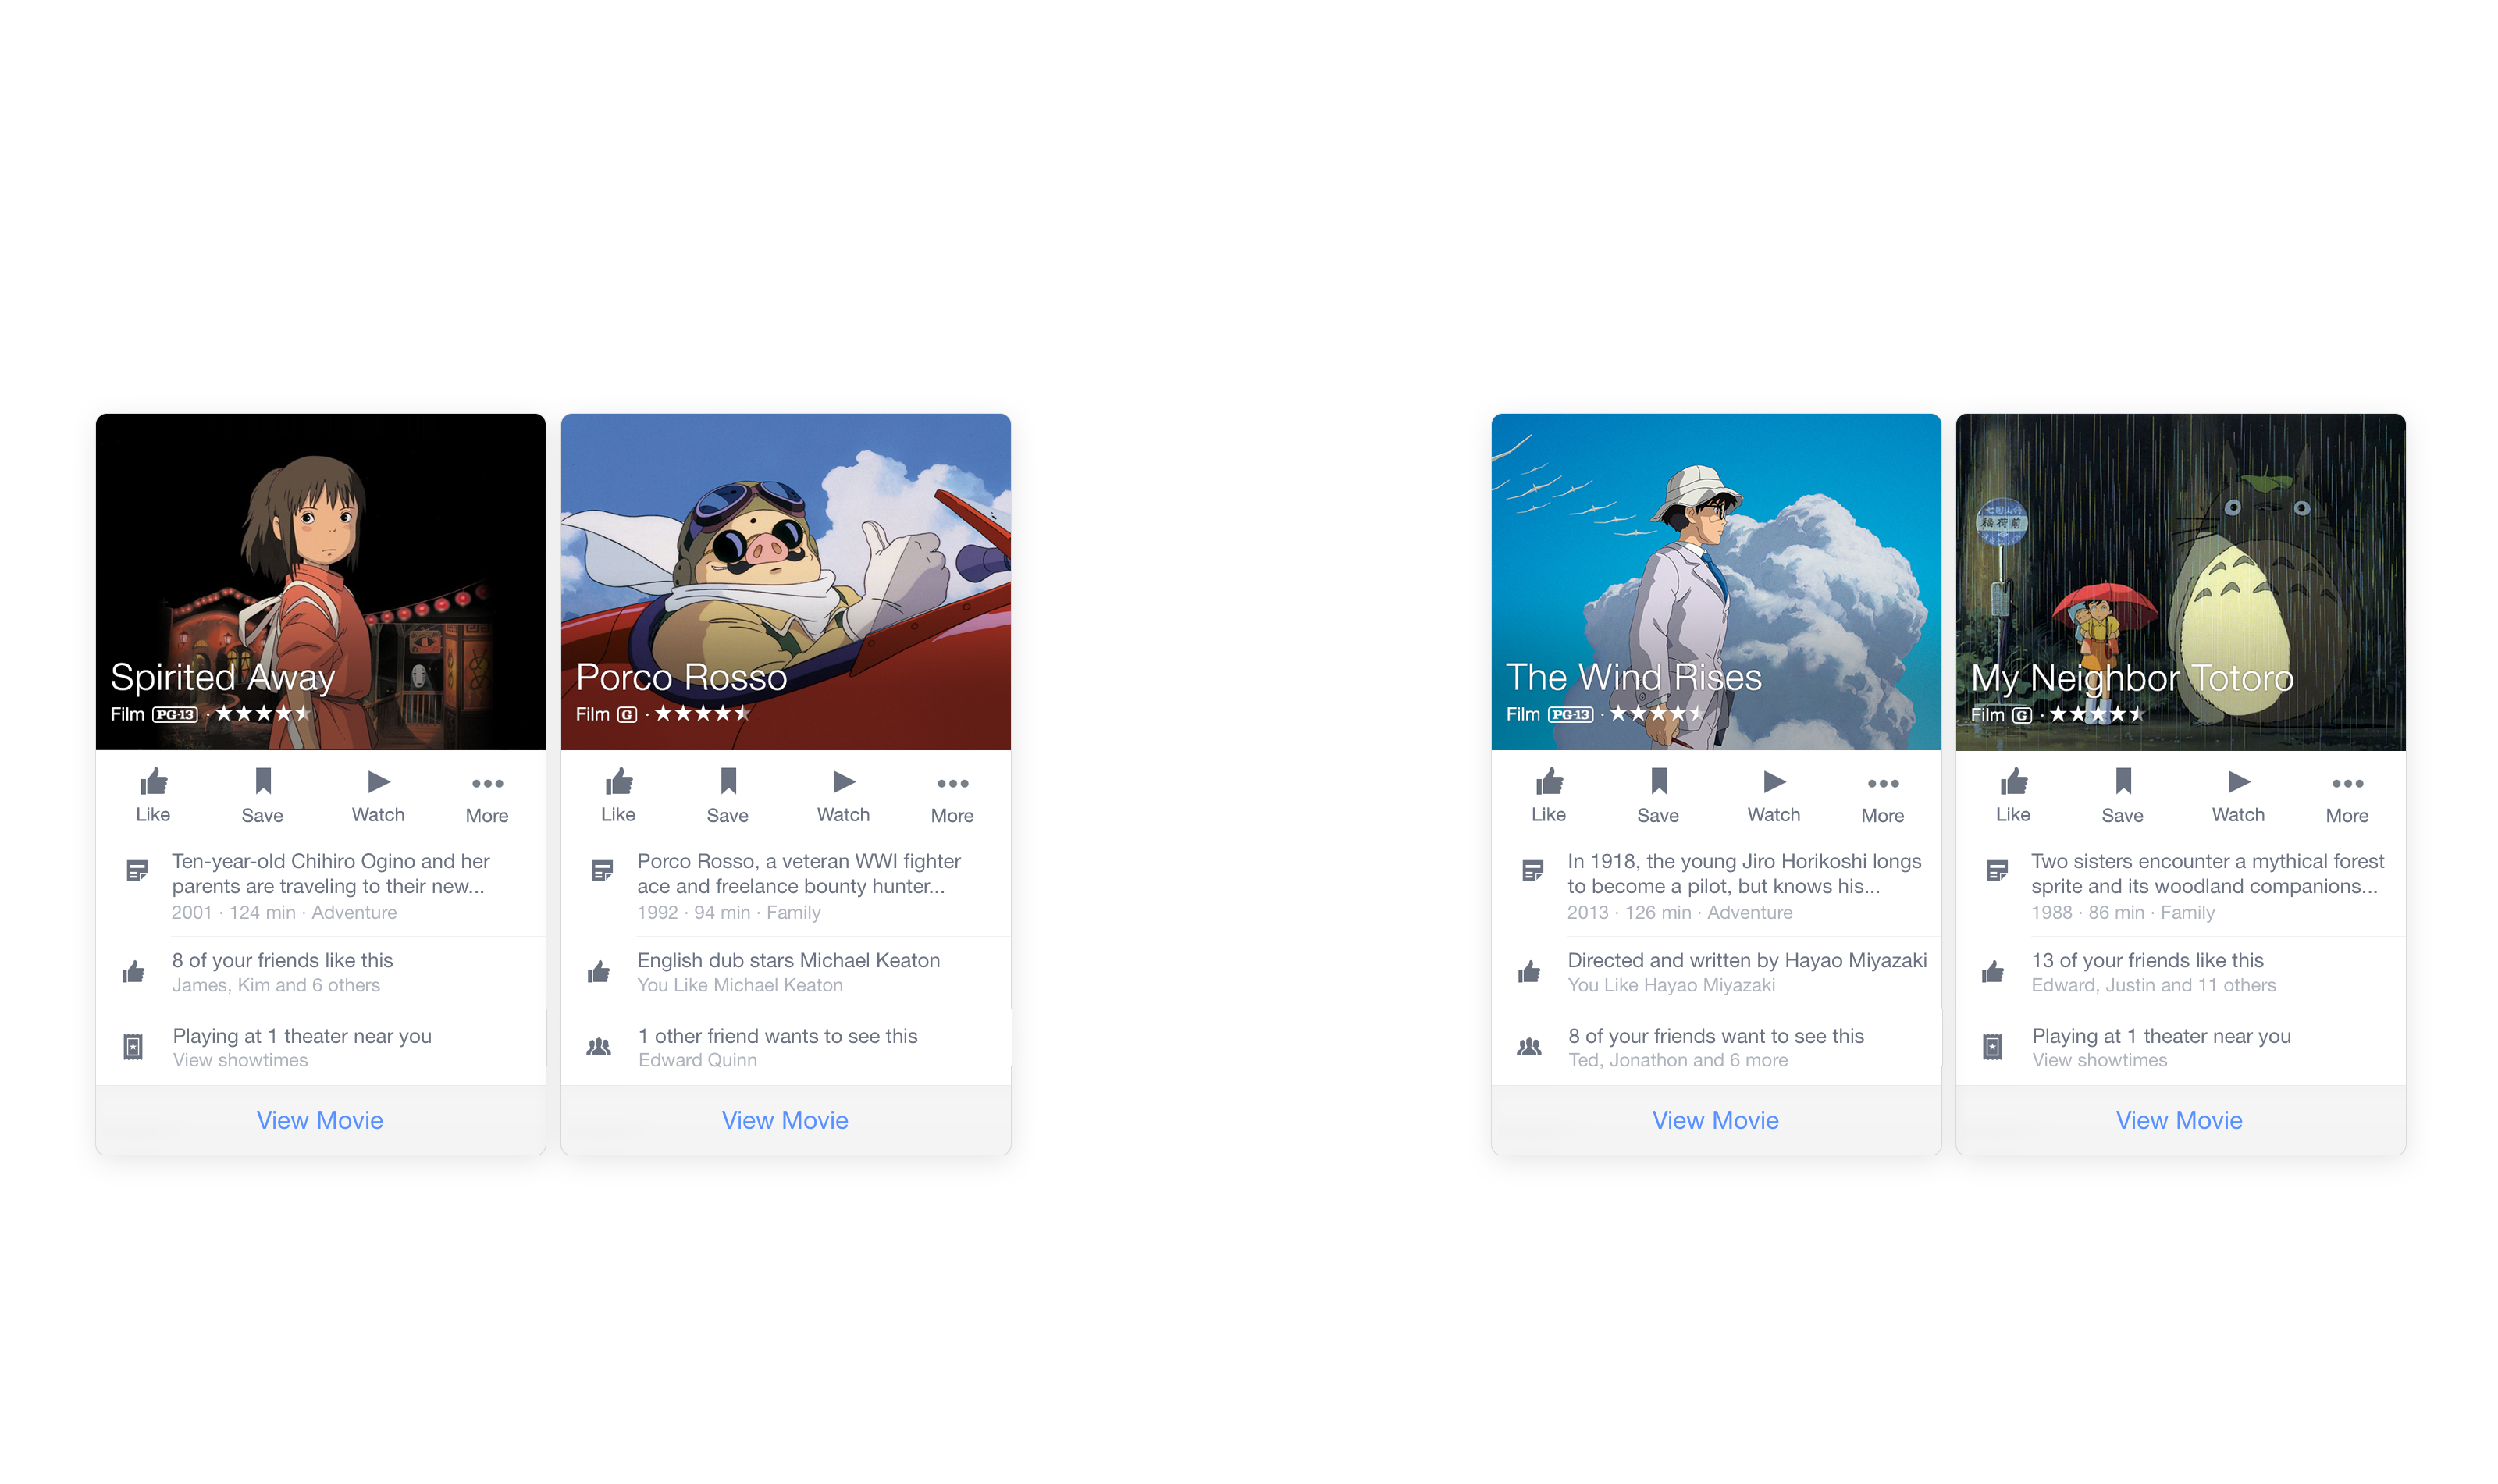 Spirited Away
Film PG-13 · ★★★★⯨
Like Save Watch More
Ten-year-old Chihiro Ogino and her
parents are traveling to their new...
2001 · 124 min · Adventure
8 of your friends like this
James, Kim and 6 others
Playing at 1 theater near you
View showtimes
View Movie
Porco Rosso
Film G · ★★★★⯨
Like Save Watch More
Porco Rosso, a veteran WWI fighter
ace and freelance bounty hunter...
1992 · 94 min · Family
English dub stars Michael Keaton
You Like Michael Keaton
1 other friend wants to see this
Edward Quinn
View Movie
The Wind Rises
Film PG-13 · ★★★★⯨
Like Save Watch More
In 1918, the young Jiro Horikoshi longs
to become a pilot, but knows his...
2013 · 126 min · Adventure
Directed and written by Hayao Miyazaki
You Like Hayao Miyazaki
8 of your friends want to see this
Ted, Jonathon and 6 more
View Movie
稲荷前
My Neighbor Totoro
Film G · ★★★★⯨
Like Save Watch More
Two sisters encounter a mythical forest
sprite and its woodland companions...
1988 · 86 min · Family
13 of your friends like this
Edward, Justin and 11 others
Playing at 1 theater near you
View showtimes
View Movie